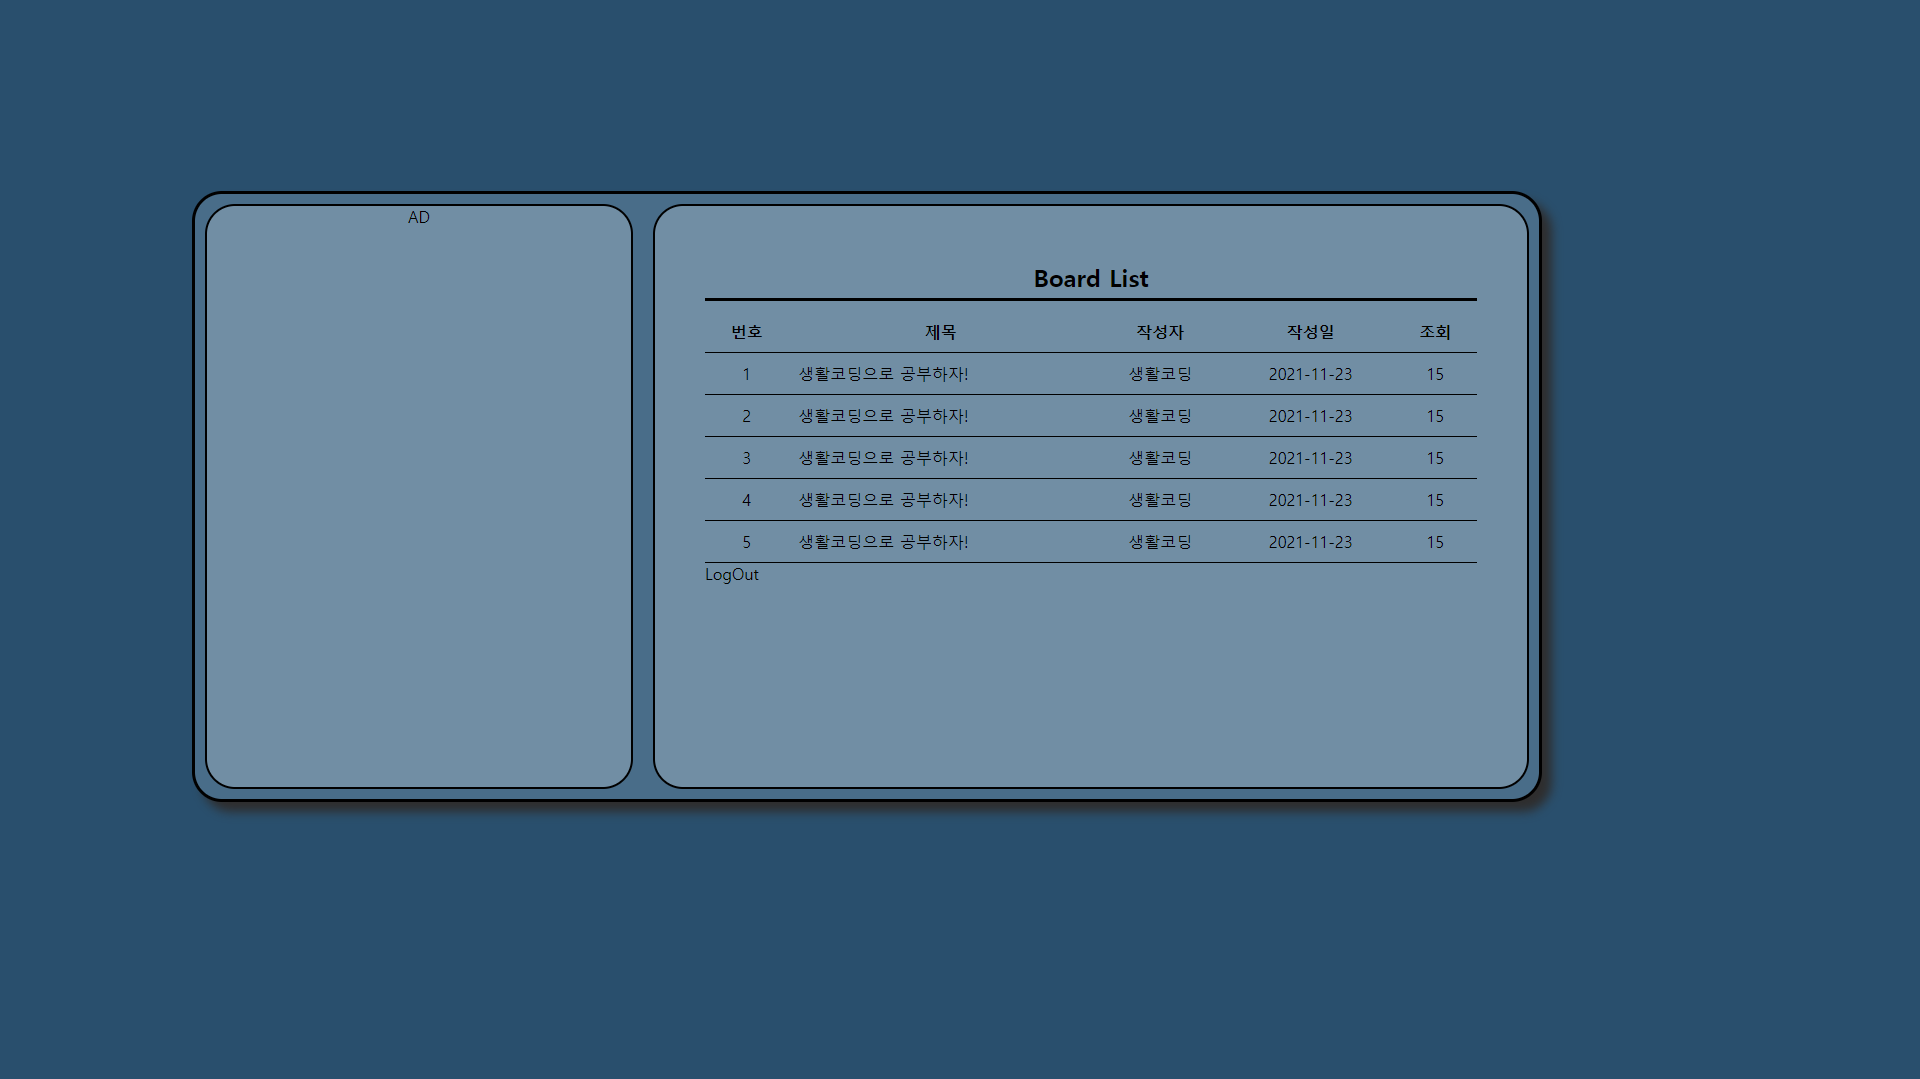 AD
Board List
번호 제목 작성자 작성일 조회
1 생활코딩으로 공부하자! 생활코딩 2021-11-23 15
2 생활코딩으로 공부하자! 생활코딩 2021-11-23 15
3 생활코딩으로 공부하자! 생활코딩 2021-11-23 15
4 생활코딩으로 공부하자! 생활코딩 2021-11-23 15
5 생활코딩으로 공부하자! 생활코딩 2021-11-23 15
LogOut